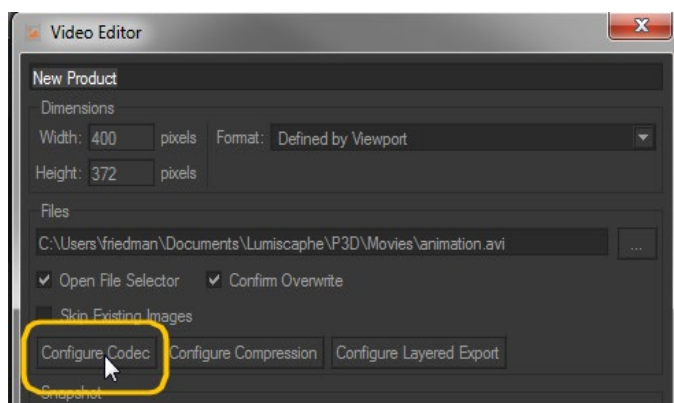 Video Editor
New Product
Dimensions
Width: 400 pixels Format: Defined by Viewport
Height: 372 pixels
Files
C:\Users\friedman\Documents\Lumiscaphe\P3D\Movies\animation.avi ...
Open File Selector Confirm Overwrite
Skip Existing Images
Configure Codec Configure Compression Configure Layered Export
Snapshot